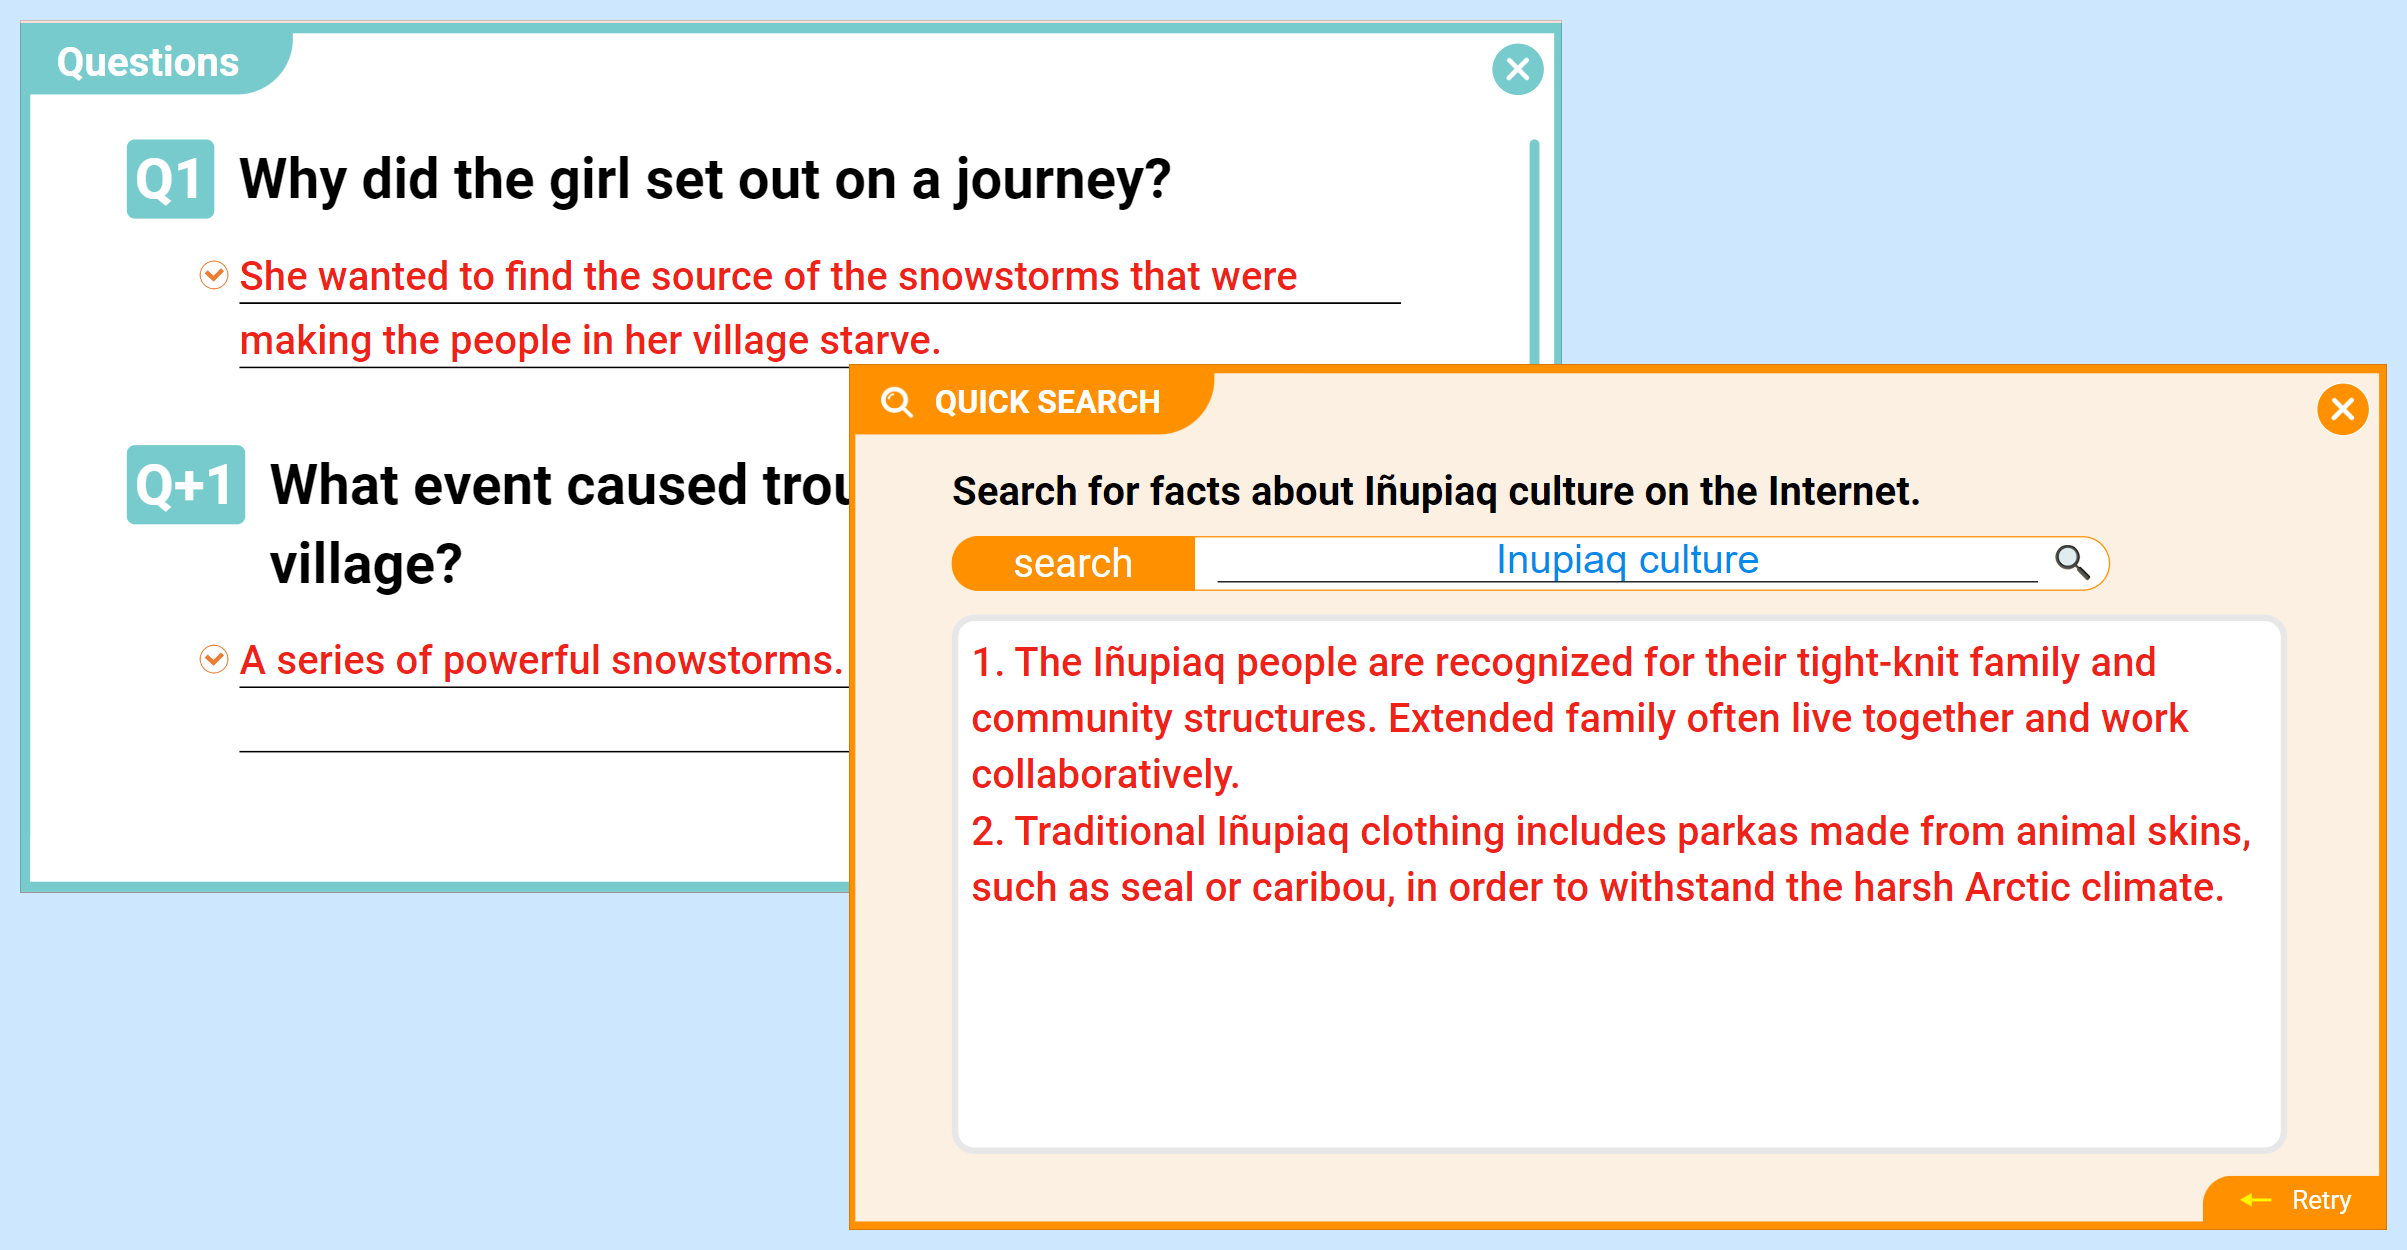 Questions
Q1 Why did the girl set out on a journey?
She wanted to find the source of the snowstorms that were
making the people in her village starve.
Q+1 What event caused
village?
A series of powerful snowstorms.
QUICK SEARCH
Search for facts about Iñupiaq culture on the Internet.
search Inupiaq culture
1. The Iñupiaq people are recognized for their tight-knit family and
community structures. Extended family often live together and work
collaboratively.
2. Traditional Iñupiaq clothing includes parkas made from animal skins,
such as seal or caribou, in order to withstand the harsh Arctic climate.
Retry